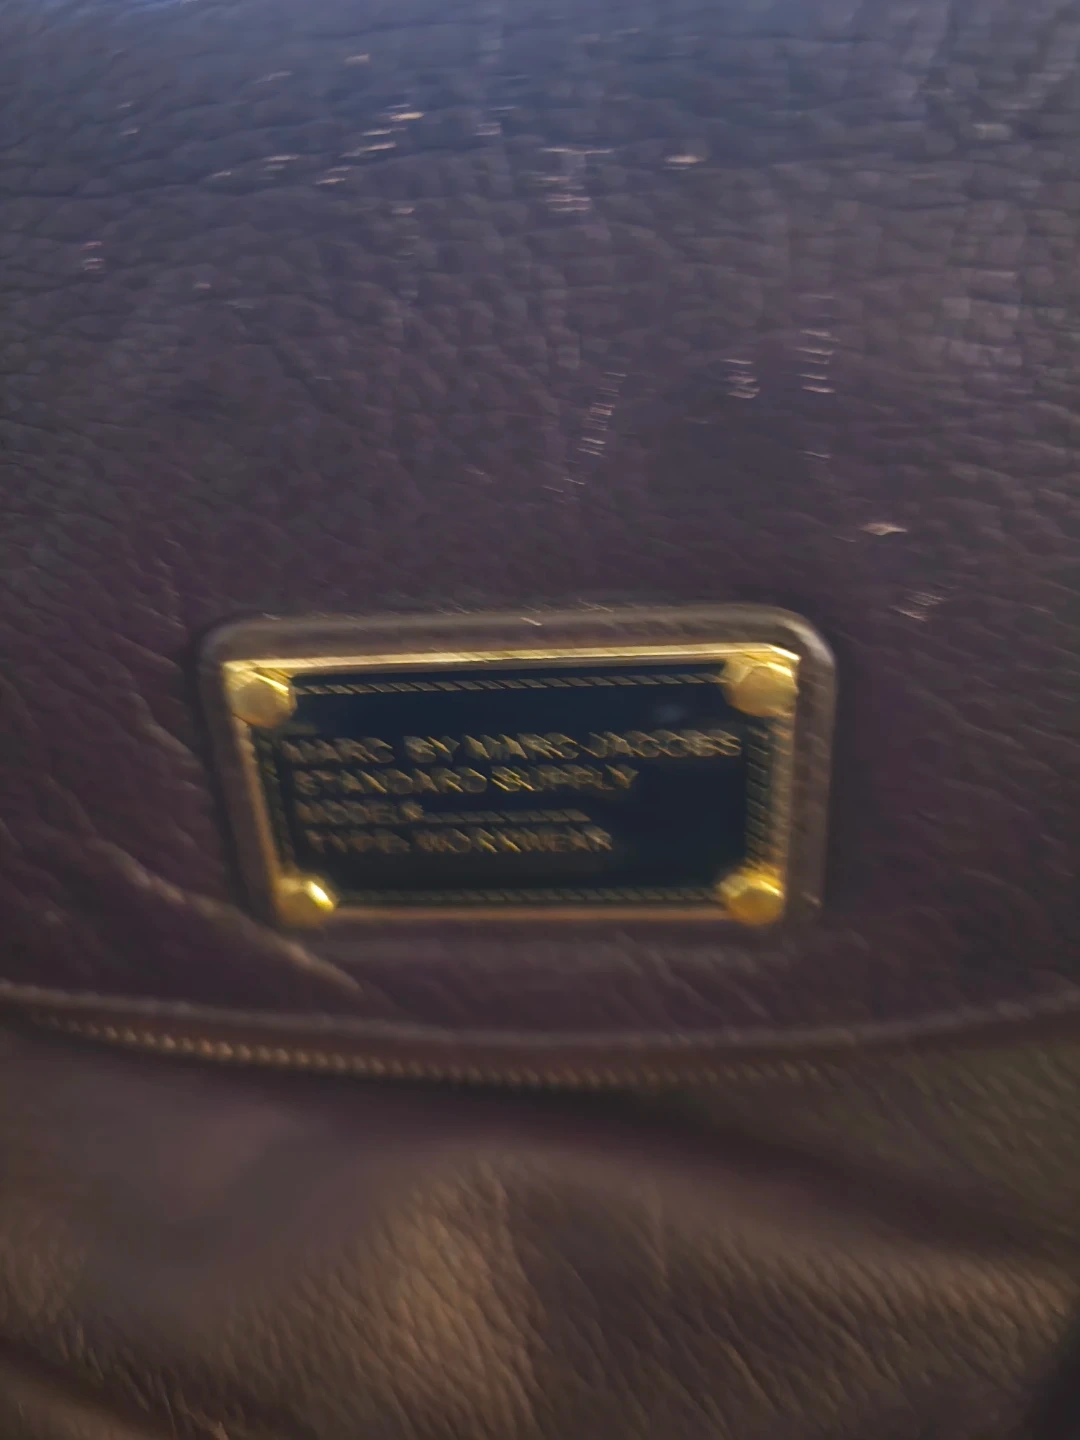 MARC BY MARC JACOBS
STANDARD SUPPLY
MODEL
TYPE: WORKWEAR